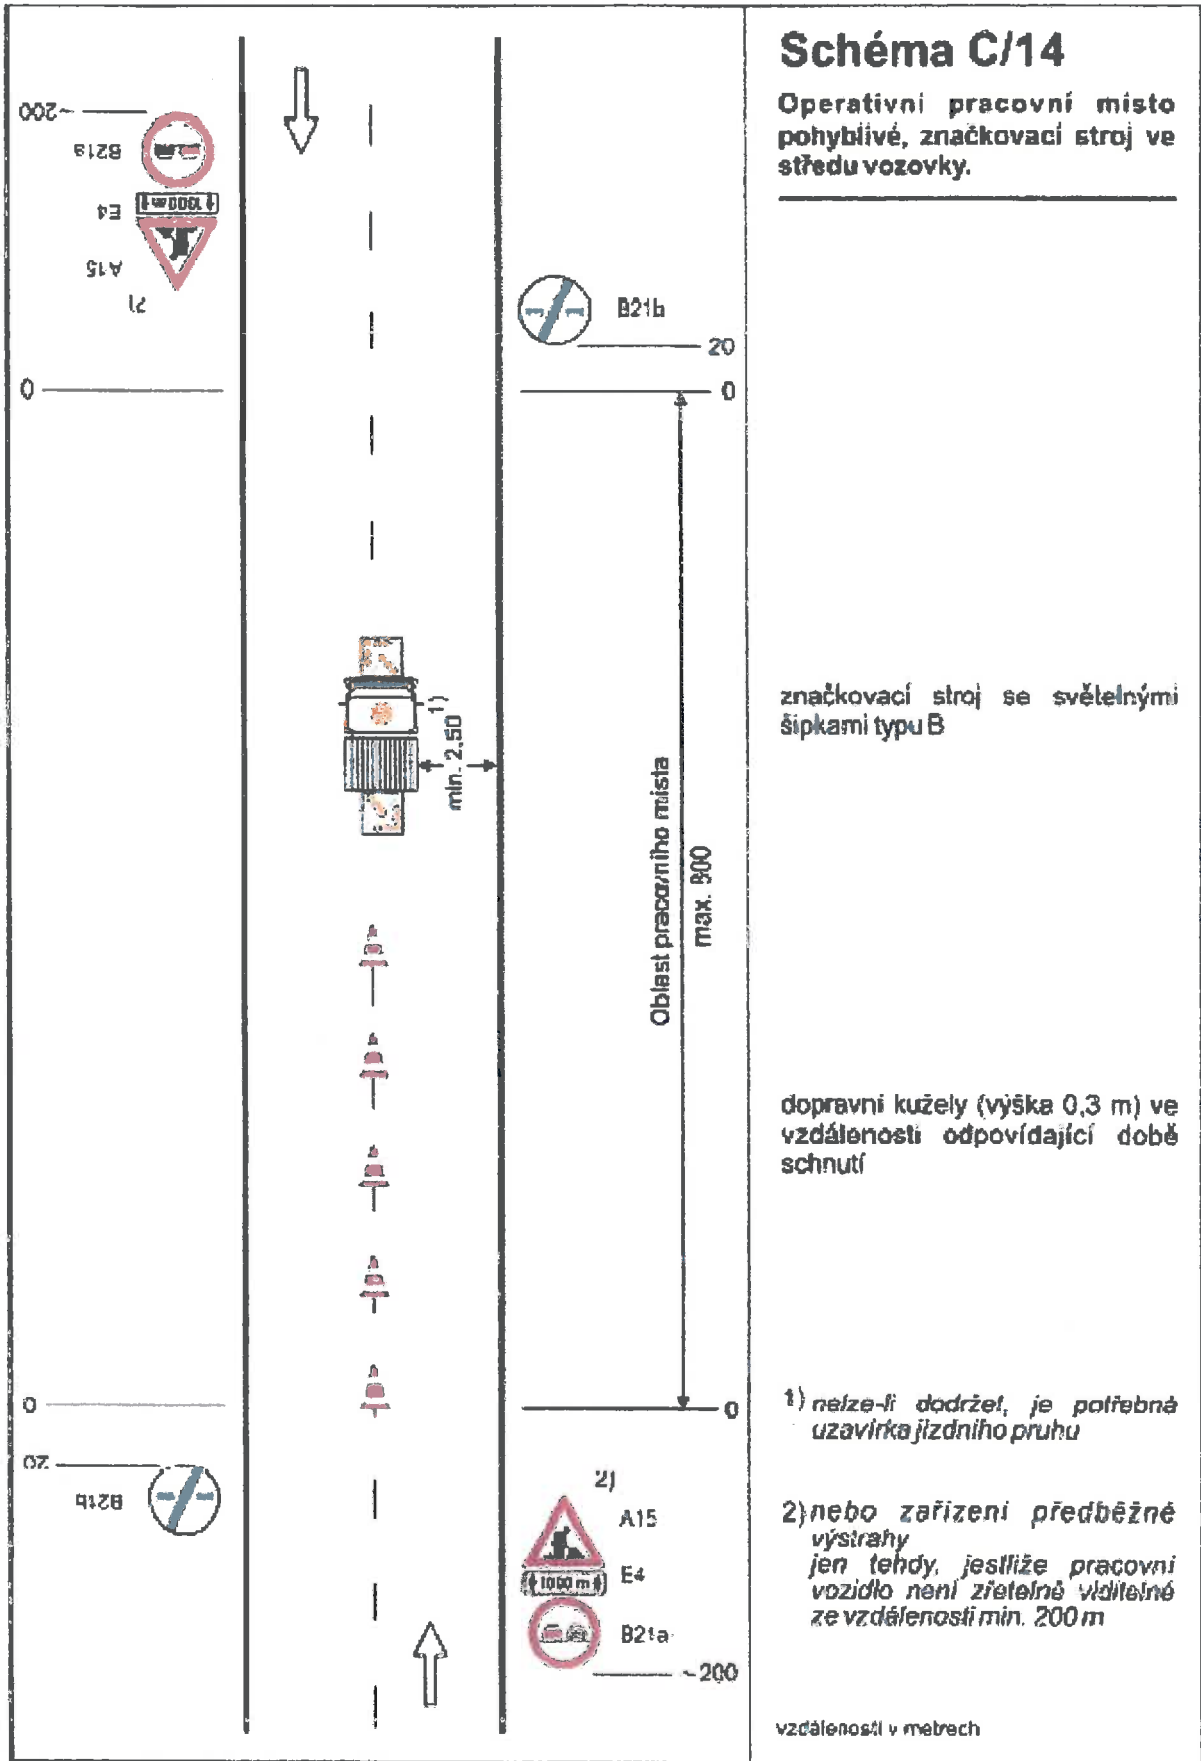 Schéma C/14
Operativní pracovní místo
pohyblivé, značkovací stroj ve
středu vozovky.
200~
B21a
1000 m
E4
A15
2)
B21b
20
0
0
značkovací stroj se světelnými
šipkami typu B
1)
min. 2,50
Oblast pracovního místa
max. 800
dopravní kužely (výška 0,3 m) ve
vzdálenosti odpovídající době
schnutí
0
0
20
B21b
2)
A15
1000 m
E4
B21a
~200
1) nelze-li dodržet, je potřebná
uzavírka jízdního pruhu
2) nebo zařízení předběžné
výstrahy
jen tehdy, jestliže pracovní
vozidlo není zřetelně viditelné
ze vzdálenosti min. 200 m
vzdálenosti v metrech